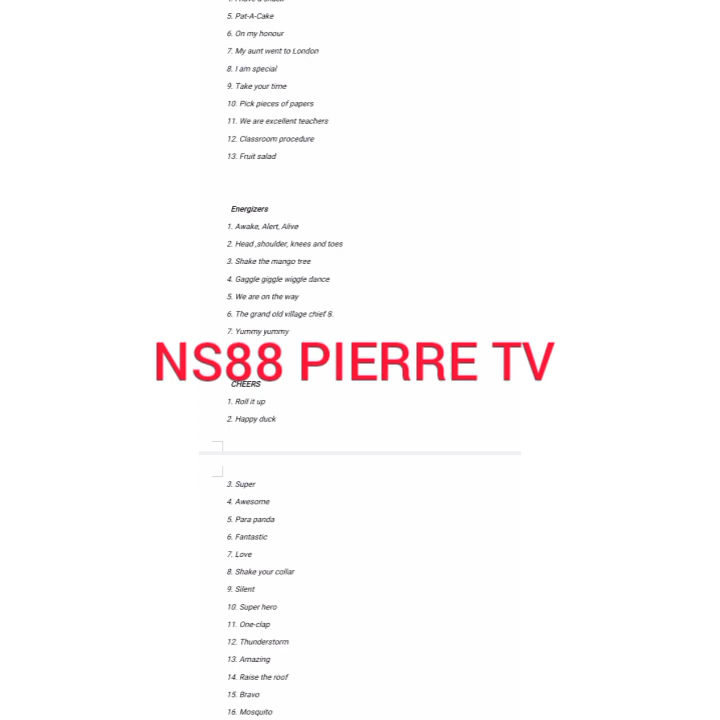 5. Pat-A-Cake
6. On my honour
7. My aunt went to London
8. I am special
9. Take your time
10. Pick pieces of papers
11. We are excellent teachers
12. Classroom procedure
13. Fruit salad
Energizers
1. Awake, Alert, Alive
2. Head ,shoulder, knees and toes
3. Shake the mango tree
4. Gaggle giggle wiggle dance
5. We are on the way
6. The grand old village chief 8.
7. Yummy yummy
NS88 PIERRE TV
CHEERS
1. Roll it up
2. Happy duck
3. Super
4. Awesome
5. Para panda
6. Fantastic
7. Love
8. Shake your collar
9. Silent
10. Super hero
11. One-clap
12. Thunderstorm
13. Amazing
14. Raise the roof
15. Bravo
16. Mosquito